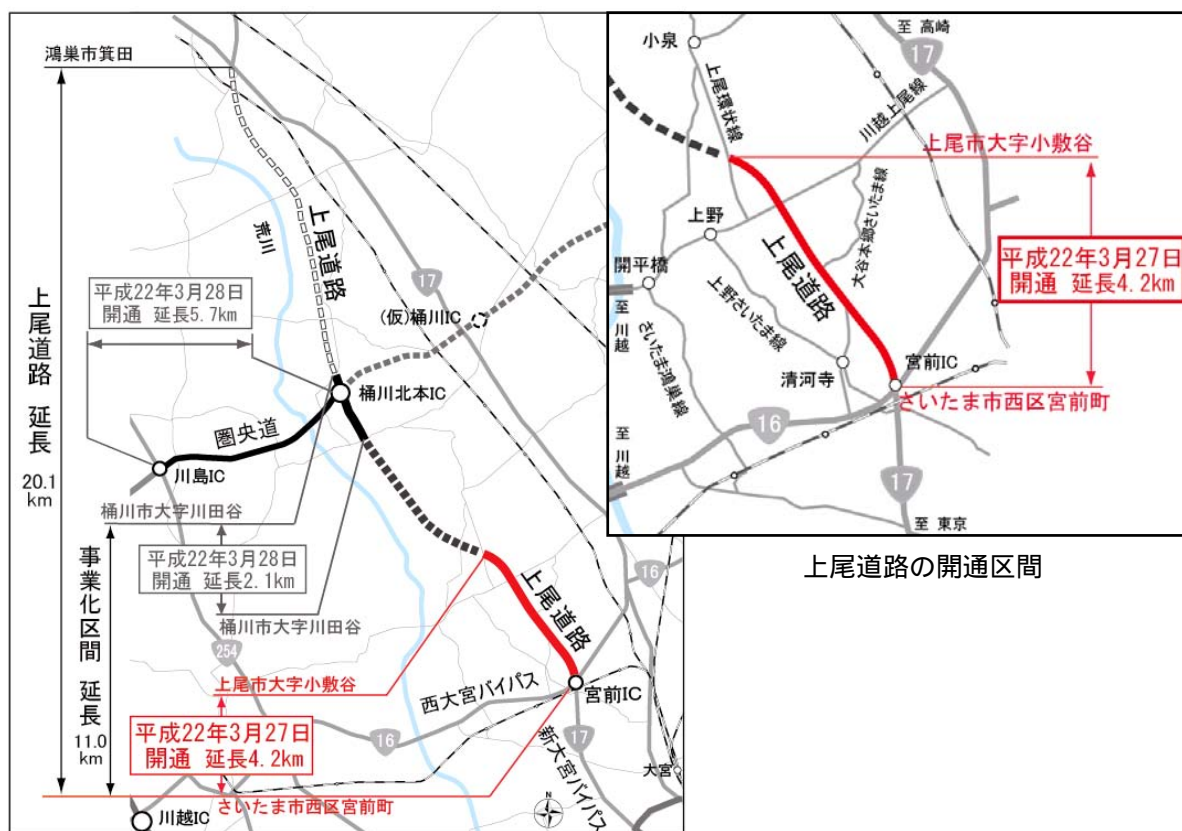 鴻巣市箕田
上尾道路 延長
20.1
km
荒川
上尾道路
17
平成22年3月28日
開通 延長5.7km
(仮)桶川IC
桶川北本IC
圏央道
川島IC
桶川市大字川田谷
事業化区間 延長
11.0
km
平成22年3月28日
開通 延長2.1km
桶川市大字川田谷
254
16
上尾道路
上尾市大字小敷谷
西大宮バイパス
宮前IC
平成22年3月27日
開通 延長4.2km
16
17
新大宮バイパス
大宮
さいたま市西区宮前町
川越IC
N
至 高崎
小泉
17
上尾環状線
川越上尾線
上尾市大字小敷谷
上野
大谷本郷さいたま線
上尾道路
平成22年3月27日
開通 延長4.2km
開平橋
上野さいたま線
至 川越
さいたま鴻巣線
清河寺
宮前IC
さいたま市西区宮前町
16
至 川越
17
至 東京
上尾道路の開通区間